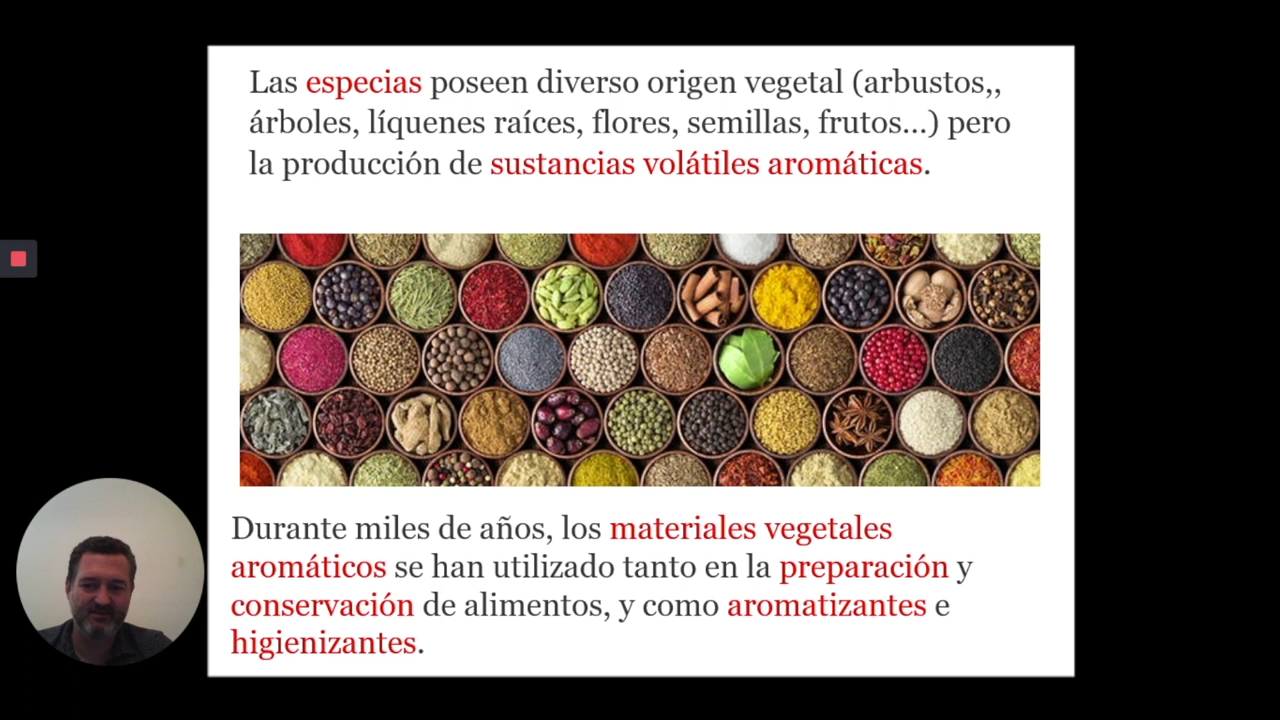 Las especias poseen diverso origen vegetal (arbustos,,
árboles, líquenes raíces, flores, semillas, frutos...) pero
la producción de sustancias volátiles aromáticas.
Durante miles de años, los materiales vegetales
aromáticos se han utilizado tanto en la preparación y
conservación de alimentos, y como aromatizantes e
higienizantes.